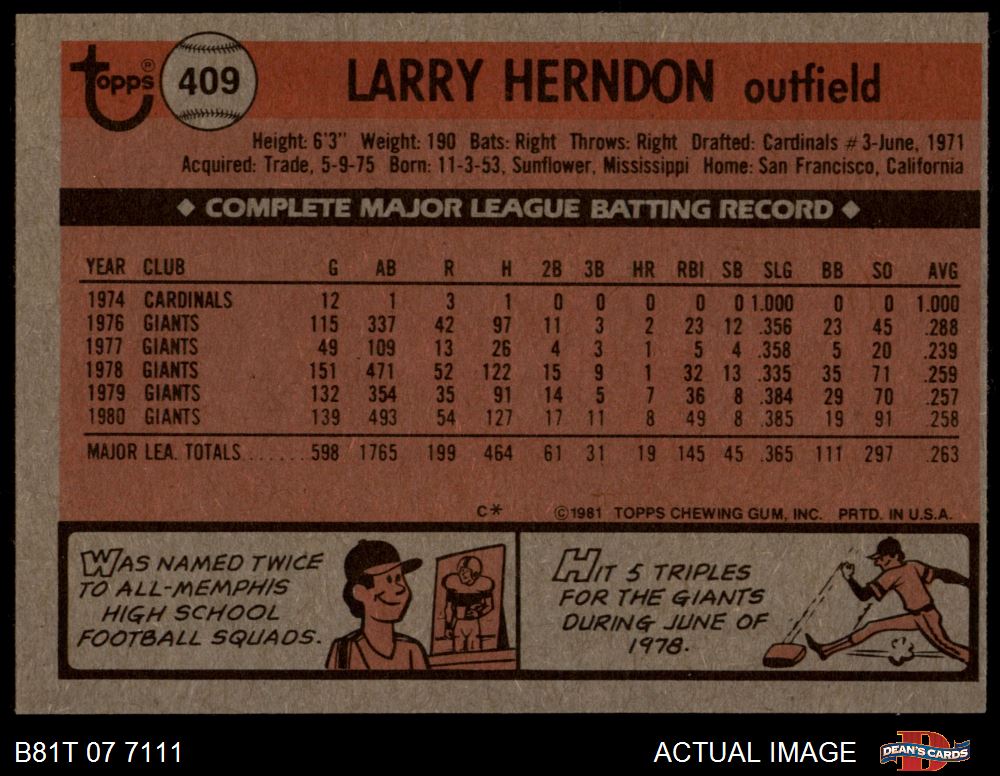 topps®
409
LARRY HERNDON outfield
Height: 6'3" Weight: 190 Bats: Right Throws: Right Drafted: Cardinals #3-June, 1971
Acquired: Trade, 5-9-75 Born: 11-3-53, Sunflower, Mississippi Home: San Francisco, California
◆ COMPLETE MAJOR LEAGUE BATTING RECORD ◆
YEAR CLUB G AB R H 2B 3B HR RBI SB SLG BB SO AVG
1974 CARDINALS 12 1 3 1 0 0 0 0 0 1.000 0 0 1.000
1976 GIANTS 115 337 42 97 11 3 2 23 12 .356 23 45 .288
1977 GIANTS 49 109 13 26 4 3 1 5 4 .358 5 20 .239
1978 GIANTS 151 471 52 122 15 9 1 32 13 .335 35 71 .259
1979 GIANTS 132 354 35 91 14 5 7 36 8 .384 29 70 .257
1980 GIANTS 139 493 54 127 17 11 8 49 8 .385 19 91 .258
MAJOR LEA. TOTALS....... 598 1765 199 464 61 31 19 145 45 .365 111 297 .263
C* ©1981 TOPPS CHEWING GUM, INC. PRTD. IN U.S.A.
WAS NAMED TWICE
TO ALL-MEMPHIS
HIGH SCHOOL
FOOTBALL SQUADS.
HIT 5 TRIPLES
FOR THE GIANTS
DURING JUNE OF
1978.
B81T 07 7111 ACTUAL IMAGE DEAN'S CARDS